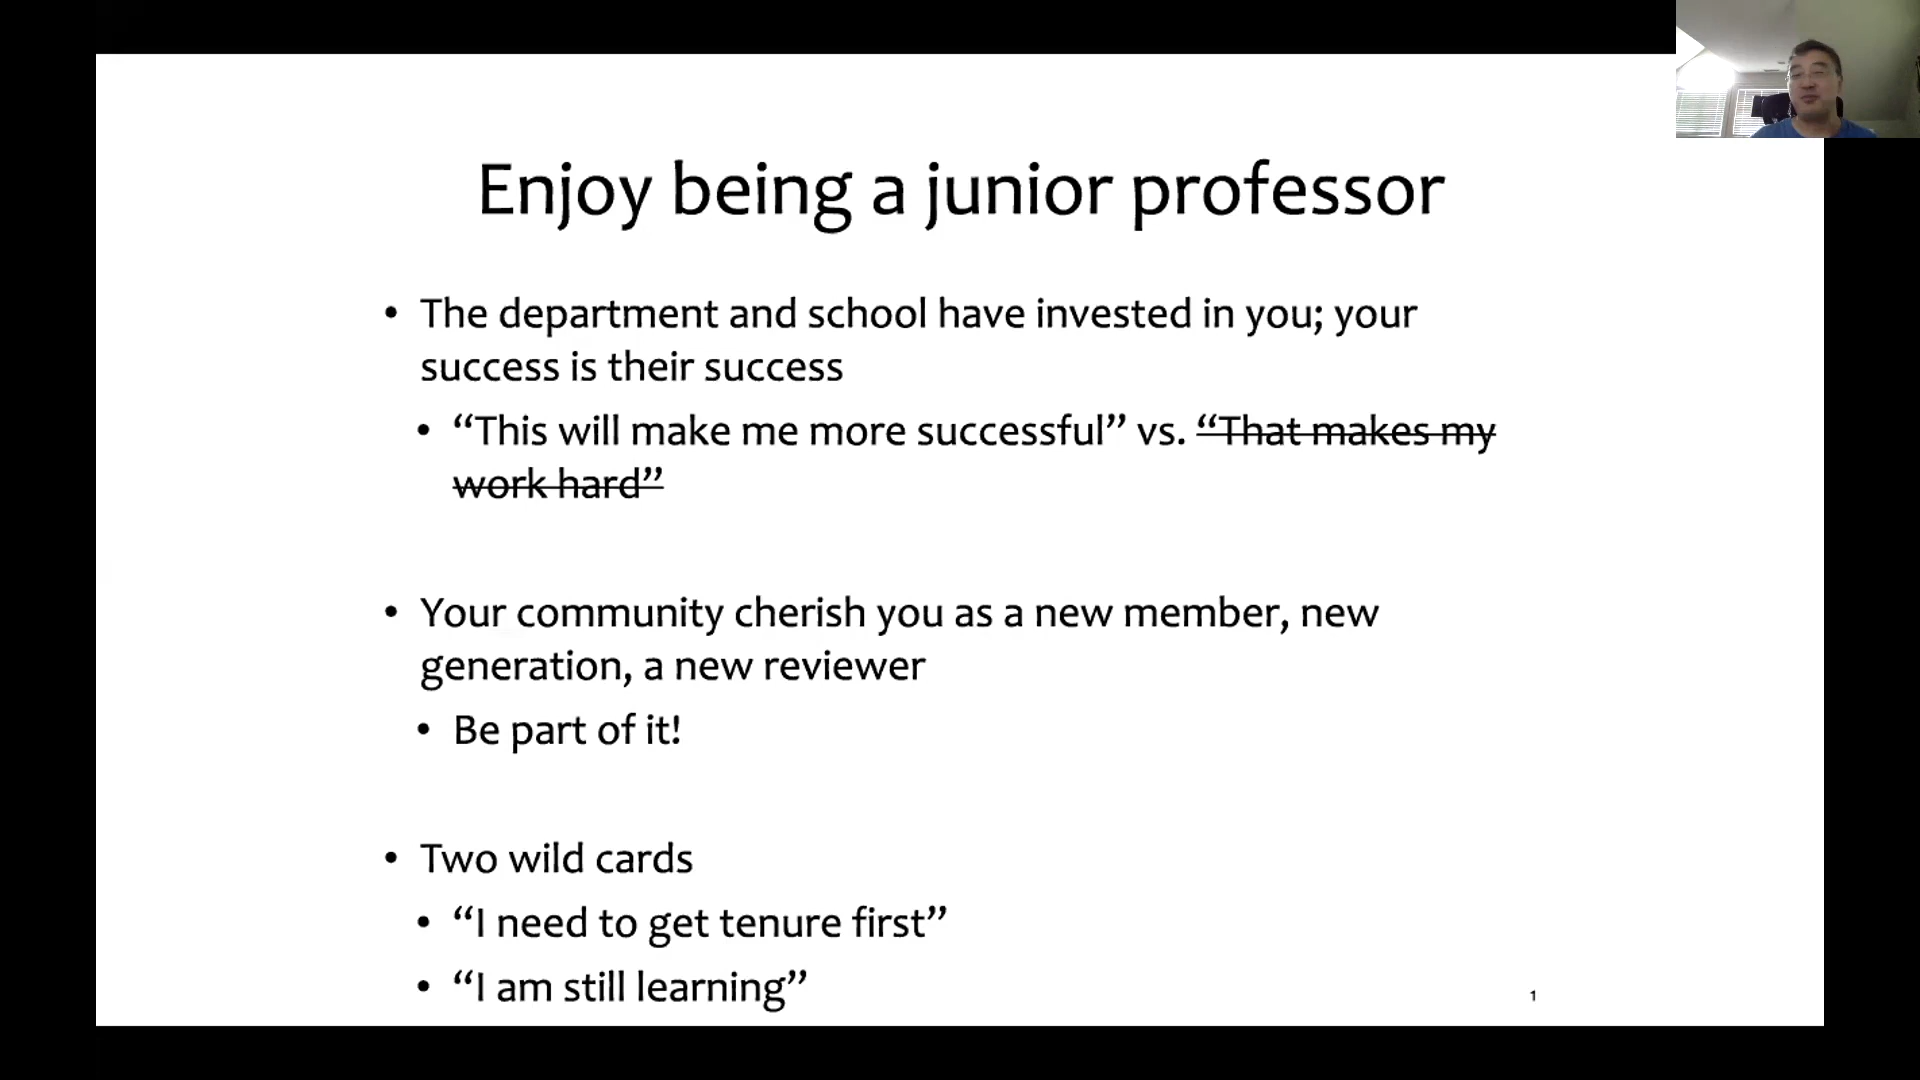 Enjoy being a junior professor
• The department and school have invested in you; your
success is their success
• “This will make me more successful” vs. “That makes my
work hard”
• Your community cherish you as a new member, new
generation, a new reviewer
• Be part of it!
• Two wild cards
• “I need to get tenure first”
• “I am still learning”
1